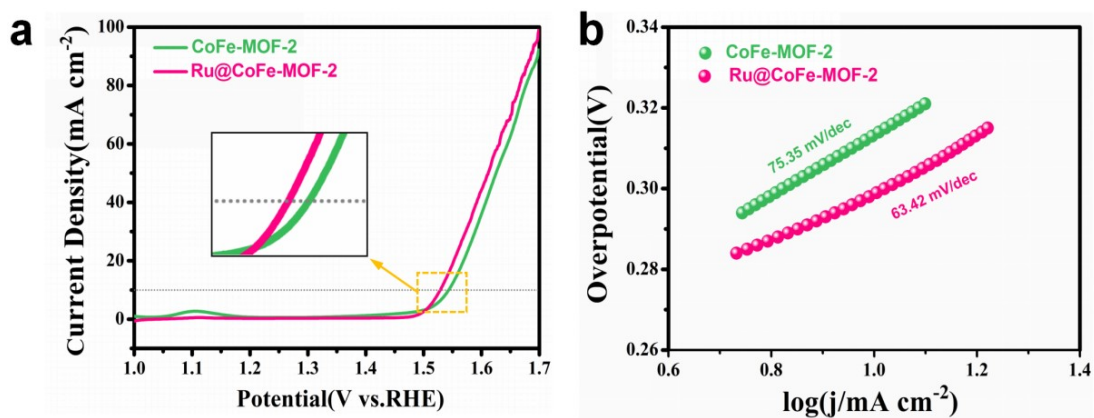 a
CoFe-MOF-2
Ru@CoFe-MOF-2
Current Density(mA cm-2)
100
80
60
40
20
0
1.0 1.1 1.2 1.3 1.4 1.5 1.6 1.7
Potential(V vs.RHE)
b
CoFe-MOF-2
Ru@CoFe-MOF-2
75.35 mV/dec
63.42 mV/dec
Overpotential(V)
0.34
0.32
0.30
0.28
0.26
0.6 0.8 1.0 1.2 1.4
log(j/mA cm-2)